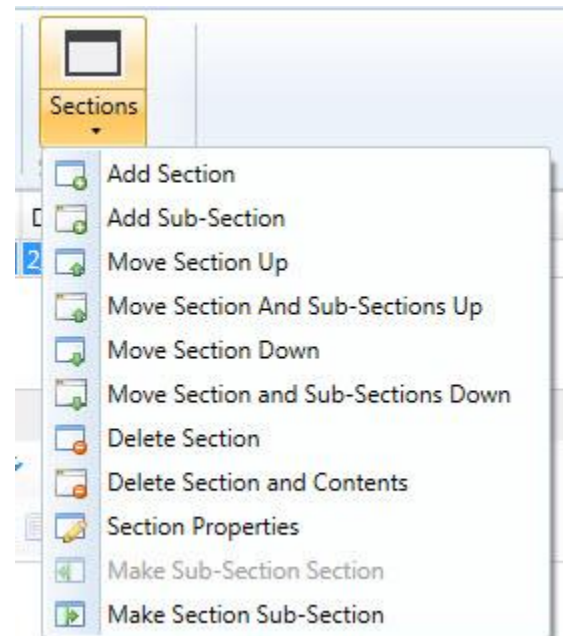 Sections
Add Section
D
Add Sub-Section
2
Move Section Up
Move Section And Sub-Sections Up
Move Section Down
Move Section and Sub-Sections Down
Delete Section
Delete Section and Contents
Section Properties
Make Sub-Section Section
Make Section Sub-Section